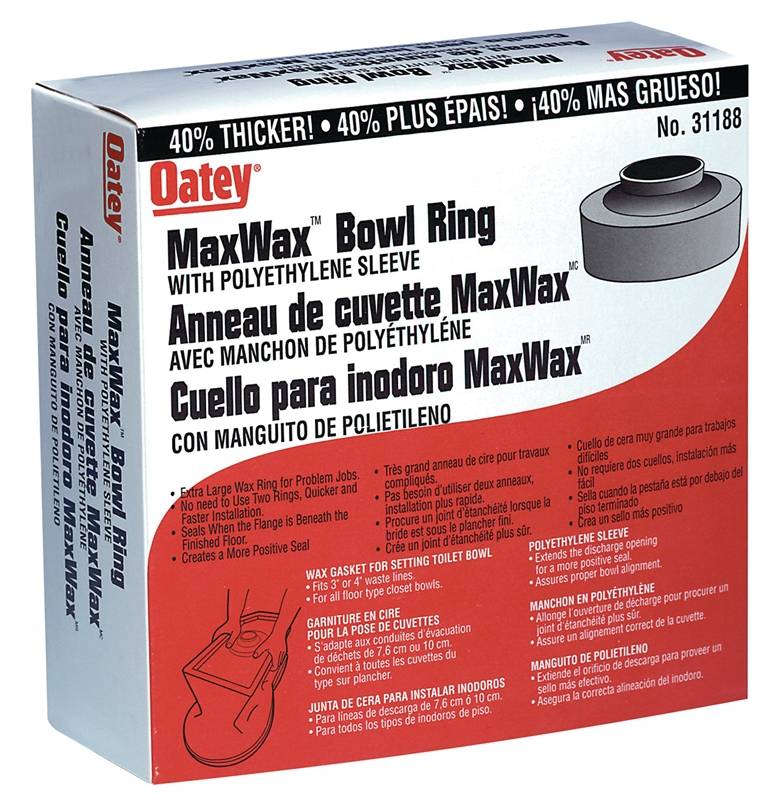 Oatey
MaxWax™ Bowl Ring
Anneau de cuvette MaxWax
40% THICKER! • 40% PLUS ÉPAIS! • ¡40% MAS GRUESO!
No. 31188
Oatey®
MaxWax™ Bowl Ring
WITH POLYETHYLENE SLEEVE
Anneau de cuvette MaxWax MC
AVEC MANCHON DE POLYÉTHYLÉNE
Cuello para inodoro MaxWax MR
CON MANGUITO DE POLIETILENO
• Extra Large Wax Ring for Problem Jobs.
• No need to Use Two Rings, Quicker and
Faster Installation.
• Seals When the Flange is Beneath the
Finished Floor.
• Creates a More Positive Seal
• Très grand anneau de cire pour travaux
compliqués.
• Pas besoin d'utiliser deux anneaux,
installation plus rapide.
• Procure un joint d'étanchéité lorsque la
bride est sous le plancher fini.
• Crée un joint d'étanchéité plus sûr.
• Cuello de cera muy grande para trabajos
difíciles
• No requiere dos cuellos, instalación más
fácil
• Sella cuando la pestaña está por debajo del
piso terminado
• Crea un sello más positivo
WAX GASKET FOR SETTING TOILET BOWL
• Fits 3" or 4" waste lines.
• For all floor type closet bowls.
GARNITURE EN CIRE
POUR LA POSE DE CUVETTES
• S'adapte aux conduites d'évacuation
de déchets de 7,6 cm ou 10 cm.
• Convient à toutes les cuvettes du
type sur plancher.
JUNTA DE CERA PARA INSTALAR INODOROS
• Para líneas de descarga de 7,6 cm ó 10 cm.
• Para todos los tipos de inodoros de piso.
POLYETHYLENE SLEEVE
• Extends the discharge opening
for a more positive seal.
• Assures proper bowl alignment.
MANCHON EN POLYÉTHYLÈNE
• Allonge l'ouverture de décharge pour procurer un
joint d'étanchéité plus sûr.
• Assure un alignement correct de la cuvette.
MANGUITO DE POLIETILENO
• Extiende el orificio de descarga para proveer un
sello más efectivo.
• Asegura la correcta alineación del inodoro.
Oatey®
MaxWax™ Bowl Ring
WITH POLYETHYLENE SLEEVE
Anneau de cuvette MaxWax MC
AVEC MANCHON DE POLYETHYLENE
Cuello para inodoro MaxWax MR
CON MANGUITO DE POLIETILENO